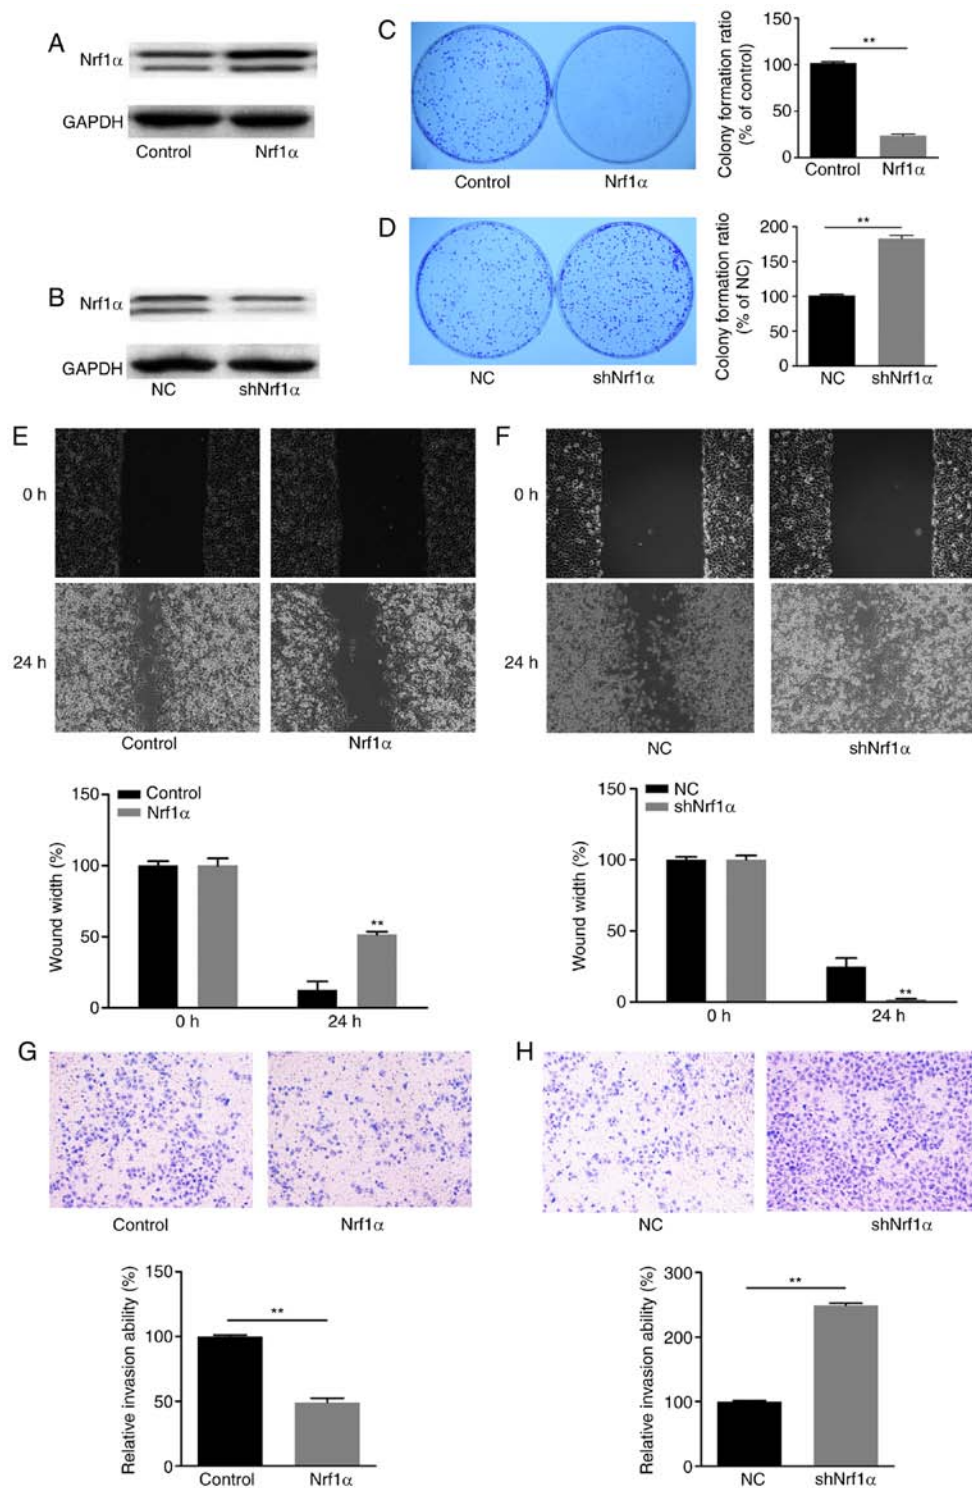 A
Nrf1α
GAPDH
Control Nrf1α
B
Nrf1α
GAPDH
NC shNrf1α
C
Control Nrf1α
Colony formation ratio
(% of control)
150
100
50
0
**
Control Nrf1α
D
NC shNrf1α
Colony formation ratio
(% of NC)
200
150
100
50
0
**
NC shNrf1α
E
0 h
24 h
Control Nrf1α
Wound width (%)
150
100
50
0
Control
Nrf1α
**
0 h 24 h
F
0 h
24 h
NC shNrf1α
Wound width (%)
150
100
50
0
NC
shNrf1α
**
0 h 24 h
G
Control Nrf1α
Relative invasion ability (%)
150
100
50
0
**
Control Nrf1α
H
NC shNrf1α
Relative invasion ability (%)
300
200
100
0
**
NC shNrf1α